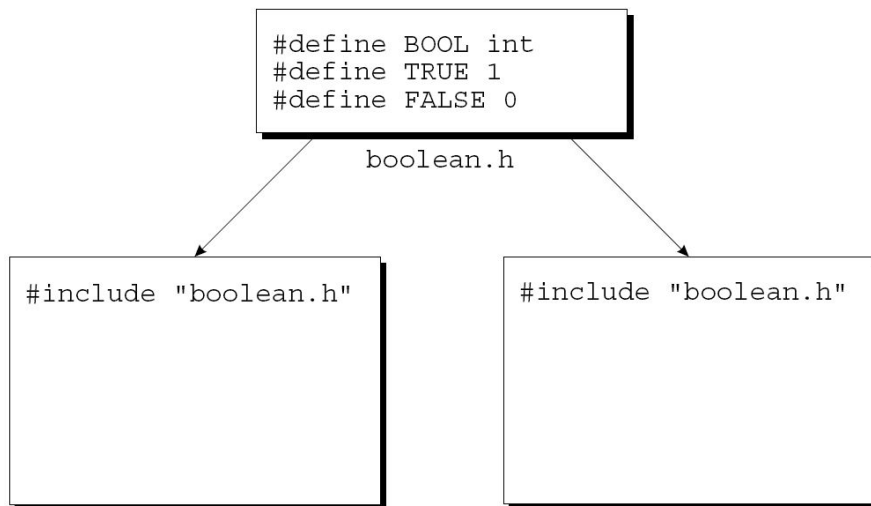 #define BOOL int
#define TRUE 1
#define FALSE 0
boolean.h
#include "boolean.h"
#include "boolean.h"